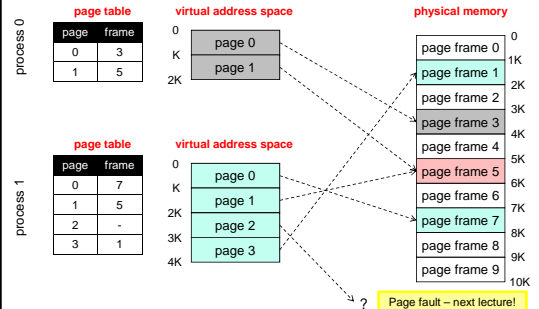 process 0
page table
page frame
0 3
1 5
virtual address space
0
K
2K
page 0
page 1
process 1
page table
page frame
0 7
1 5
2 -
3 1
virtual address space
0
K
2K
3K
4K
page 0
page 1
page 2
page 3
physical memory
page frame 0
page frame 1
page frame 2
page frame 3
page frame 4
page frame 5
page frame 6
page frame 7
page frame 8
page frame 9
0
1K
2K
3K
4K
5K
6K
7K
8K
9K
10K
?
Page fault – next lecture!